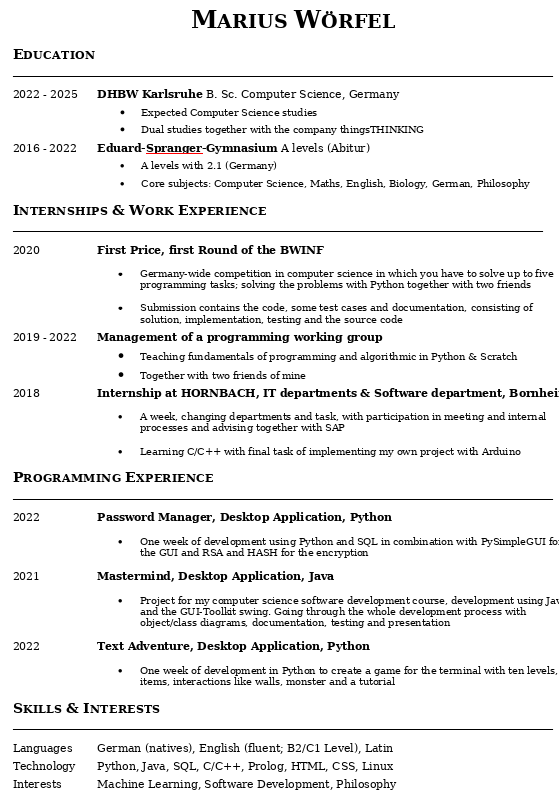 MARIUS WÖRFEL
EDUCATION
2022 - 2025 DHBW Karlsruhe B. Sc. Computer Science, Germany
• Expected Computer Science studies
• Dual studies together with the company thingsTHINKING
2016 - 2022 Eduard-Spranger-Gymnasium A levels (Abitur)
• A levels with 2.1 (Germany)
• Core subjects: Computer Science, Maths, English, Biology, German, Philosophy
INTERNSHIPS & WORK EXPERIENCE
2020 First Price, first Round of the BWINF
• Germany-wide competition in computer science in which you have to solve up to five
programming tasks; solving the problems with Python together with two friends
• Submission contains the code, some test cases and documentation, consisting of
solution, implementation, testing and the source code
2019 - 2022 Management of a programming working group
• Teaching fundamentals of programming and algorithmic in Python & Scratch
• Together with two friends of mine
2018 Internship at HORNBACH, IT departments & Software department, Bornhei
• A week, changing departments and task, with participation in meeting and internal
processes and advising together with SAP
• Learning C/C++ with final task of implementing my own project with Arduino
PROGRAMMING EXPERIENCE
2022 Password Manager, Desktop Application, Python
• One week of development using Python and SQL in combination with PySimpleGUI fo
the GUI and RSA and HASH for the encryption
2021 Mastermind, Desktop Application, Java
• Project for my computer science software development course, development using Jav
and the GUI-Toolkit swing. Going through the whole development process with
object/class diagrams, documentation, testing and presentation
2022 Text Adventure, Desktop Application, Python
• One week of development in Python to create a game for the terminal with ten levels,
items, interactions like walls, monster and a tutorial
SKILLS & INTERESTS
Languages German (natives), English (fluent; B2/C1 Level), Latin
Technology Python, Java, SQL, C/C++, Prolog, HTML, CSS, Linux
Interests Machine Learning, Software Development, Philosophy